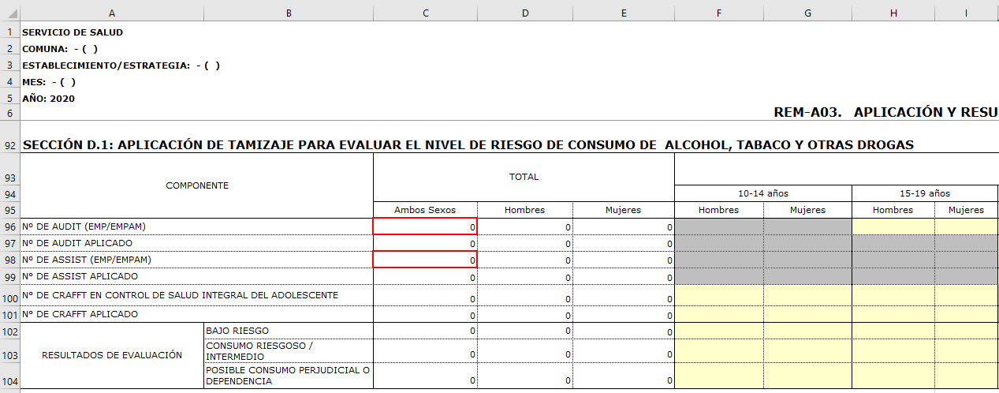 A B C D E F G H I
1 SERVICIO DE SALUD
2 COMUNA: - ( )
3 ESTABLECIMIENTO/ESTRATEGIA: - ( )
4 MES: - ( )
5 AÑO: 2020
6 REM-A03. APLICACIÓN Y RESU
92 SECCIÓN D.1: APLICACIÓN DE TAMIZAJE PARA EVALUAR EL NIVEL DE RIESGO DE CONSUMO DE ALCOHOL, TABACO Y OTRAS DROGAS
93 COMPONENTE TOTAL
94 10-14 años 15-19 años
95 Ambos Sexos Hombres Mujeres Hombres Mujeres Hombres Mujeres
96 Nº DE AUDIT (EMP/EMPAM) 0 0 0
97 Nº DE AUDIT APLICADO 0 0 0
98 Nº DE ASSIST (EMP/EMPAM) 0 0 0
99 N° DE ASSIST APLICADO 0 0 0
100 N° DE CRAFFT EN CONTROL DE SALUD INTEGRAL DEL ADOLESCENTE 0 0 0
101 N° DE CRAFFT APLICADO 0 0 0
102 BAJO RIESGO 0 0 0
103 RESULTADOS DE EVALUACIÓN CONSUMO RIESGOSO / INTERMEDIO 0 0 0
104 POSIBLE CONSUMO PERJUDICIAL O DEPENDENCIA 0 0 0